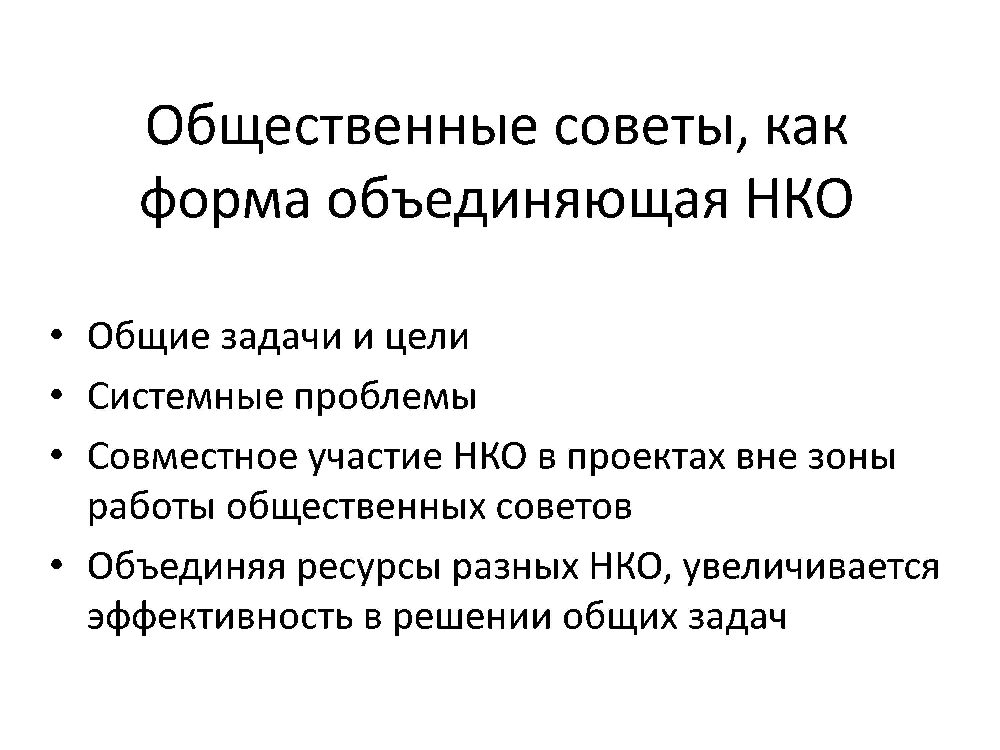 Общественные советы, как
форма объединяющая НКО
• Общие задачи и цели
• Системные проблемы
• Совместное участие НКО в проектах вне зоны
работы общественных советов
• Объединяя ресурсы разных НКО, увеличивается
эффективность в решении общих задач